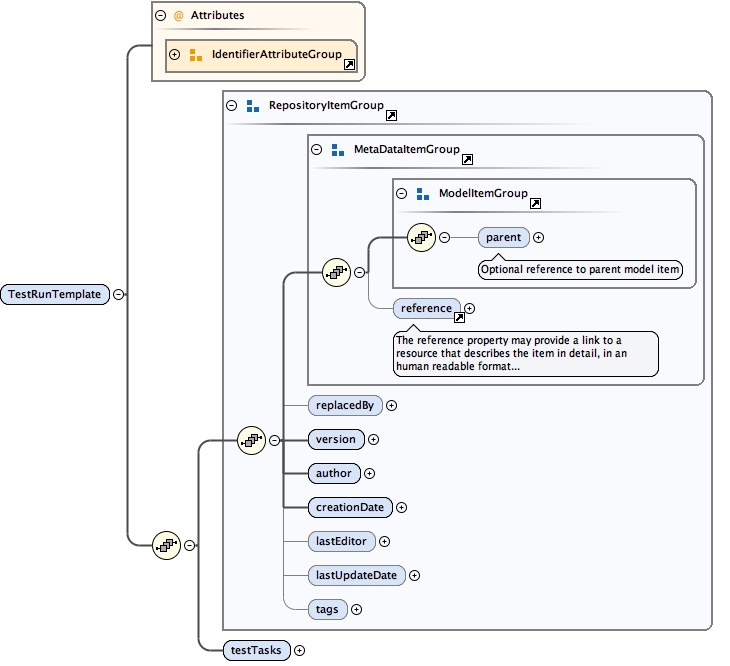 @ Attributes
IdentifierAttributeGroup
RepositoryItemGroup
MetaDataItemGroup
ModelItemGroup
parent
Optional reference to parent model item
TestRunTemplate
reference
The reference property may provide a link to a
resource that describes the item in detail, in an
human readable format...
replacedBy
version
author
creationDate
lastEditor
lastUpdateDate
tags
testTasks